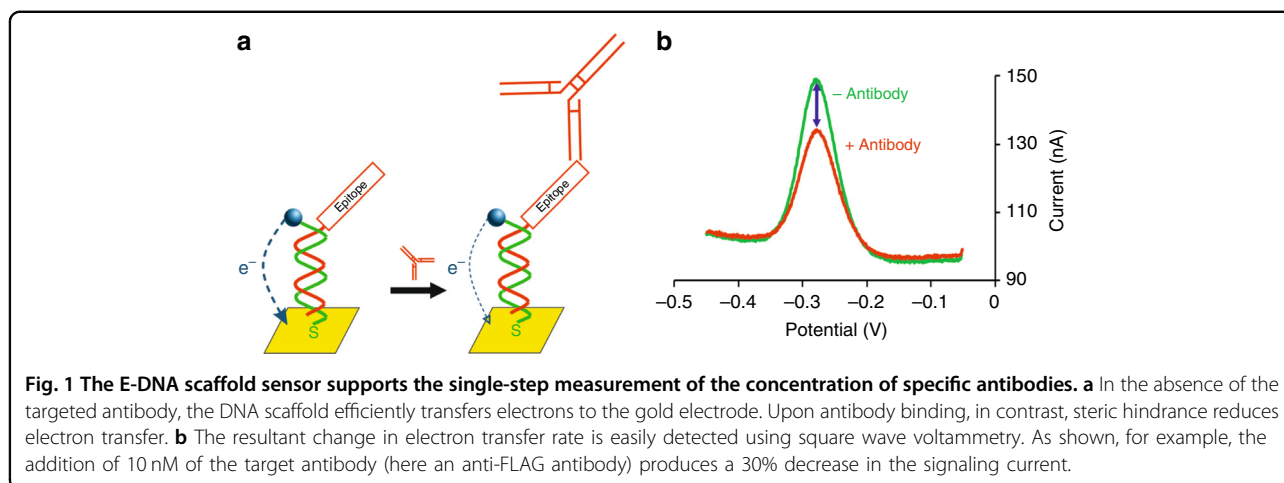 a
Epitope
e⁻
S
Epitope
e⁻
S
b
− Antibody
+ Antibody
150
130
110
90
Current (nA)
−0.5 −0.4 −0.3 −0.2 −0.1 0
Potential (V)
Fig. 1 The E-DNA scaffold sensor supports the single-step measurement of the concentration of specific antibodies. a In the absence of the
targeted antibody, the DNA scaffold efficiently transfers electrons to the gold electrode. Upon antibody binding, in contrast, steric hindrance reduces
electron transfer. b The resultant change in electron transfer rate is easily detected using square wave voltammetry. As shown, for example, the
addition of 10 nM of the target antibody (here an anti-FLAG antibody) produces a 30% decrease in the signaling current.